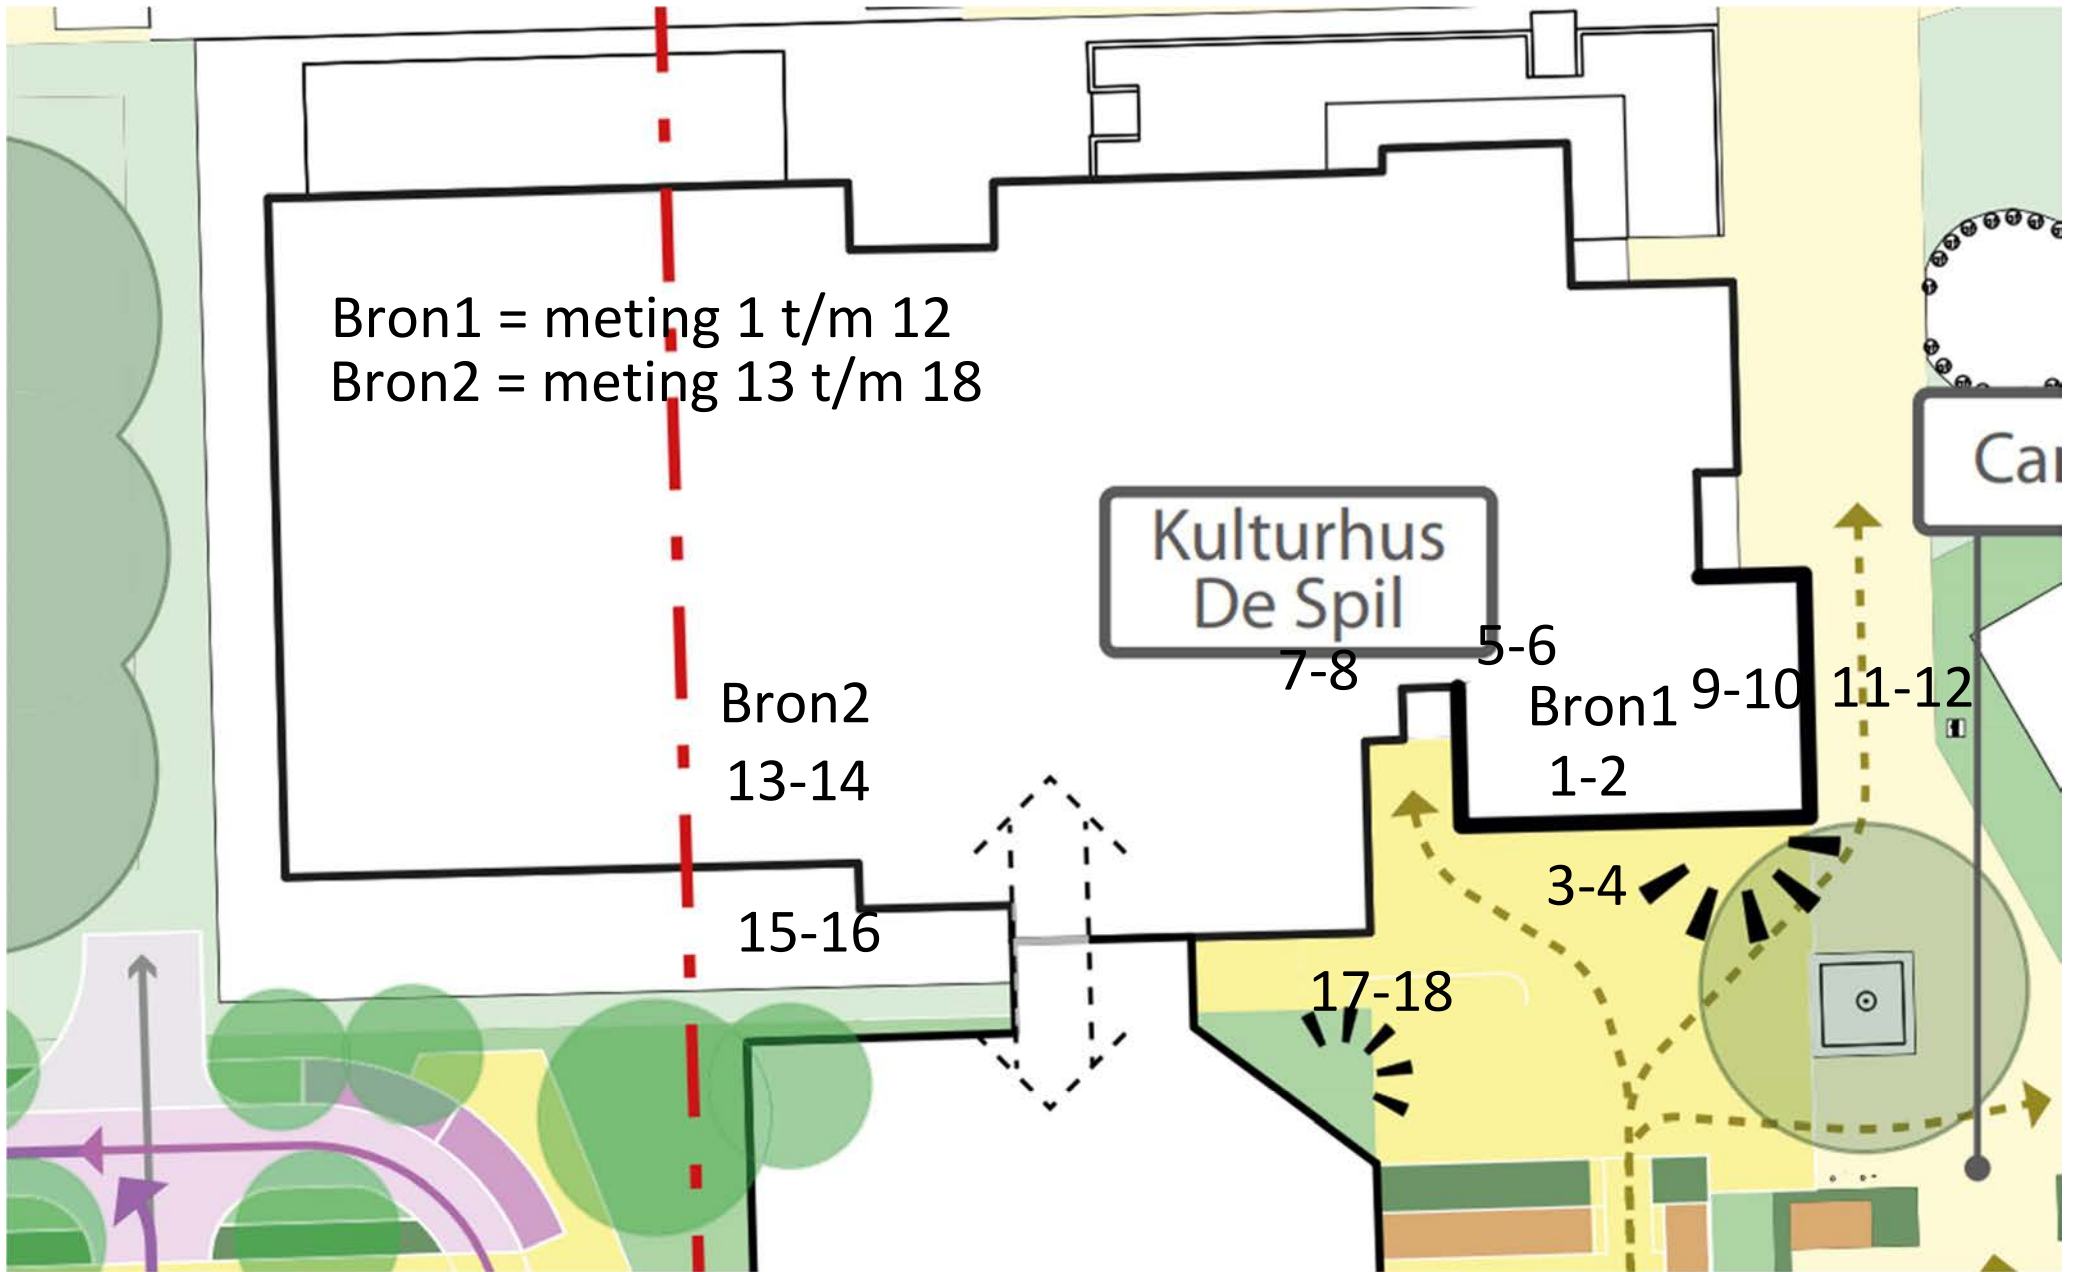 Bron1 = meting 1 t/m 12
Bron2 = meting 13 t/m 18
Car
Kulturhus
De Spil
5-6
7-8
Bron2
Bron1
9-10
11-12
13-14
1-2
3-4
15-16
17-18